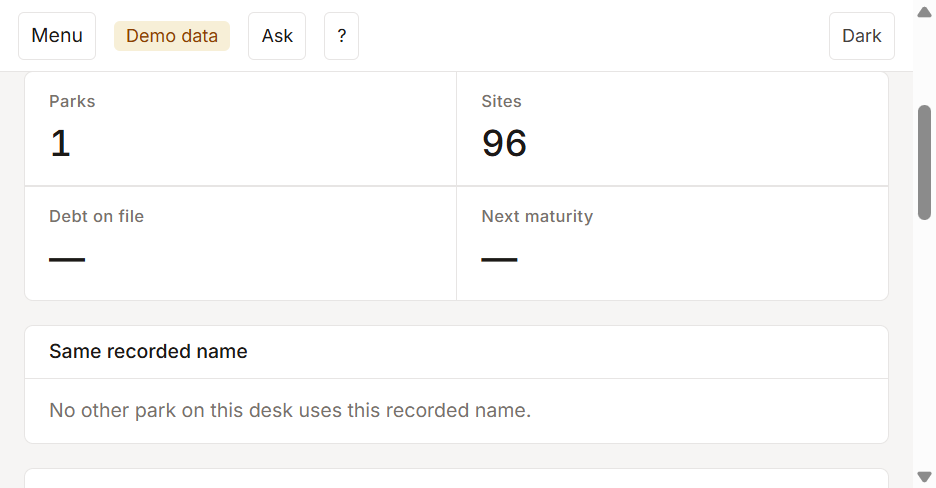 Menu
Demo data
Ask
?
Dark
Parks
1
Sites
96
Debt on file
—
Next maturity
—
Same recorded name
No other park on this desk uses this recorded name.